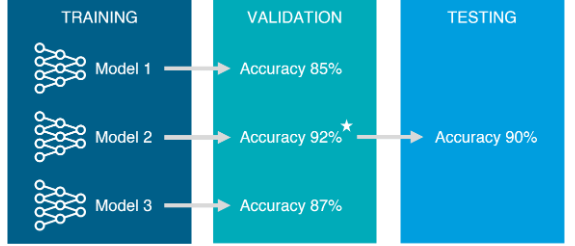 TRAINING
VALIDATION
TESTING
Model 1
Accuracy 85%
Model 2
Accuracy 92%
Accuracy 90%
Model 3
Accuracy 87%